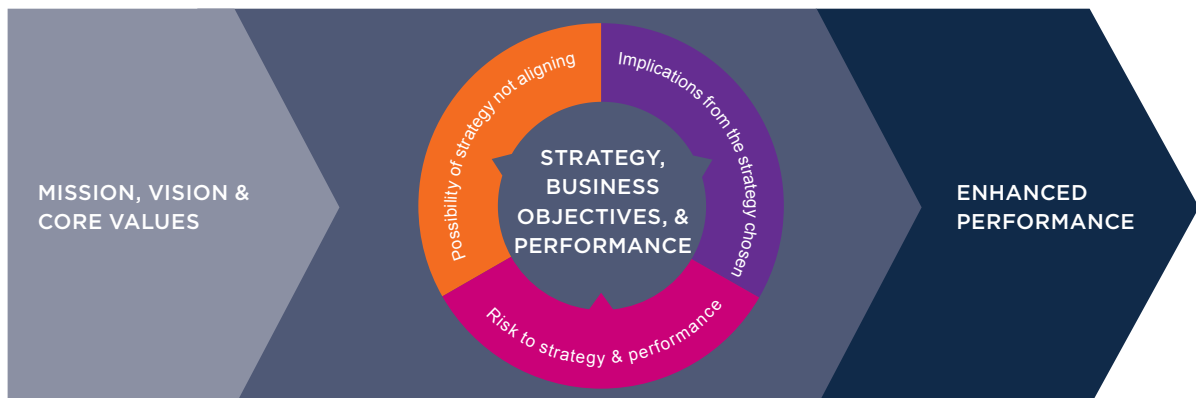 MISSION, VISION &
CORE VALUES
Possibility of strategy not aligning
Implications from the strategy chosen
STRATEGY,
BUSINESS
OBJECTIVES, &
PERFORMANCE
Risk to strategy & performance
ENHANCED
PERFORMANCE